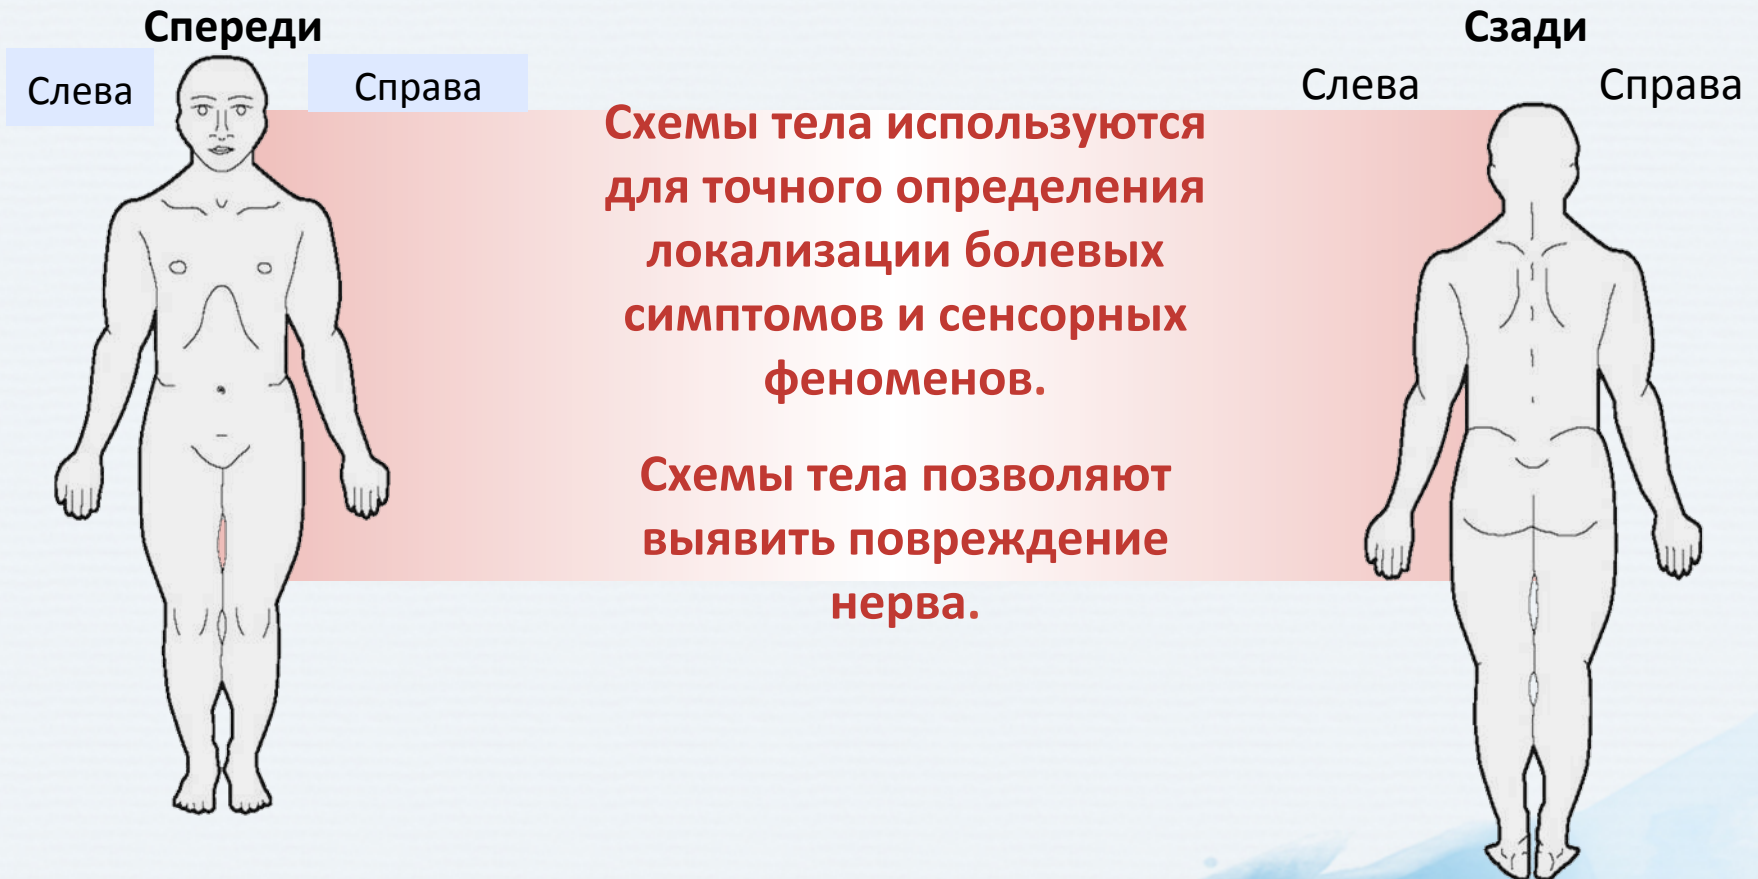 Спереди
Слева
Справа
Сзади
Слева
Справа
Схемы тела используются
для точного определения
локализации болевых
симптомов и сенсорных
феноменов.
Схемы тела позволяют
выявить повреждение
нерва.